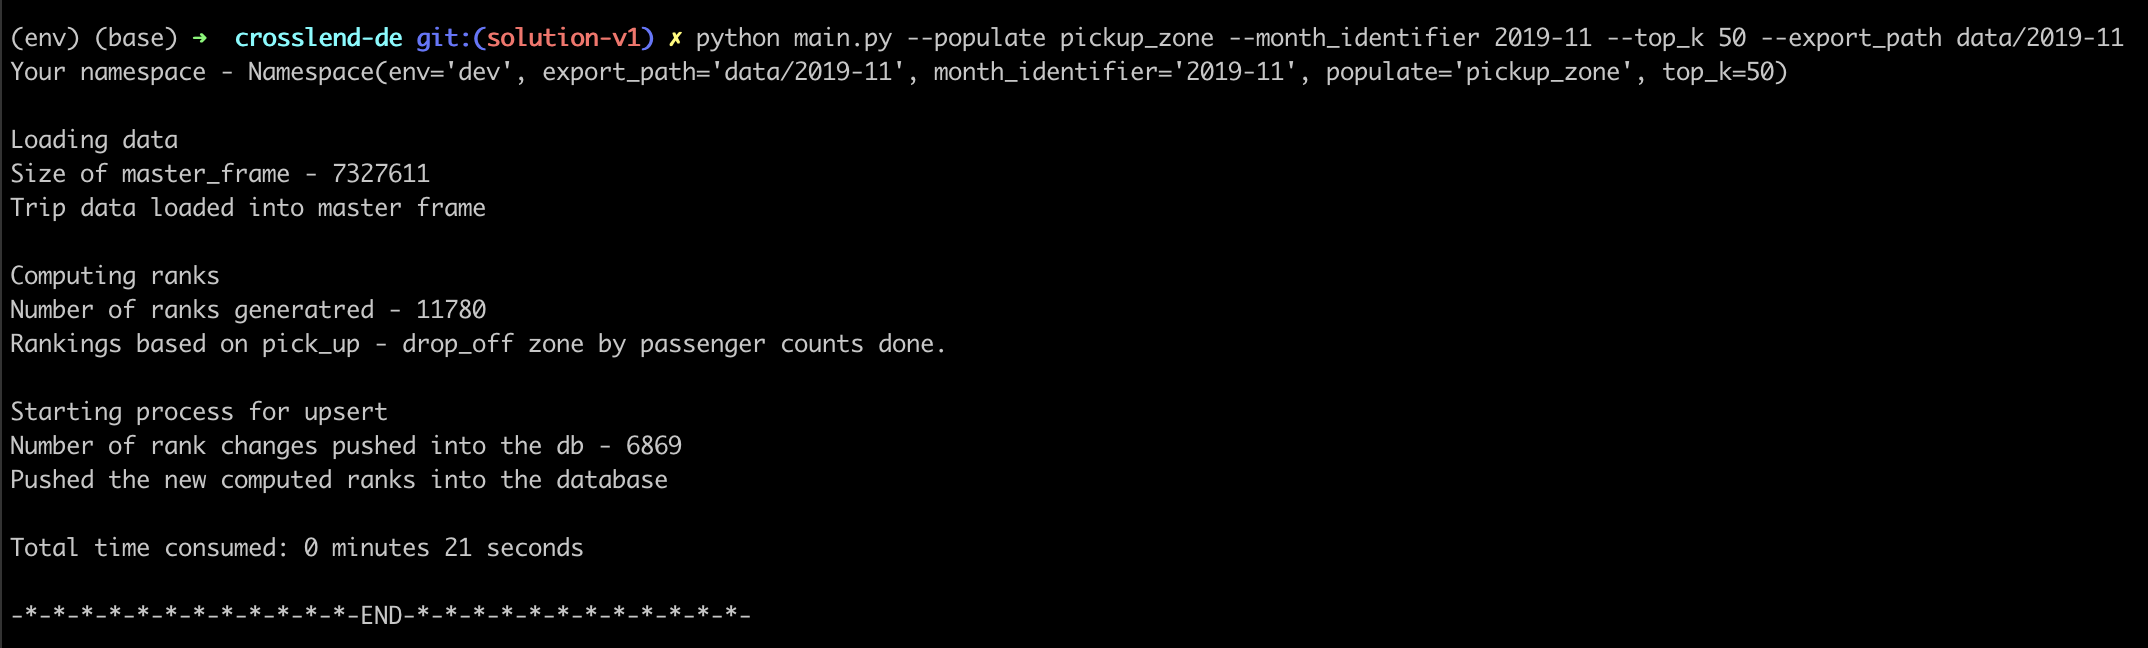 (env) (base) ➜  crosslend-de git:(solution-v1) ✗ python main.py --populate pickup_zone --month_identifier 2019-11 --top_k 50 --export_path data/2019-11
Your namespace - Namespace(env='dev', export_path='data/2019-11', month_identifier='2019-11', populate='pickup_zone', top_k=50)
Loading data
Size of master_frame - 7327611
Trip data loaded into master frame
Computing ranks
Number of ranks generatred - 11780
Rankings based on pick_up - drop_off zone by passenger counts done.
Starting process for upsert
Number of rank changes pushed into the db - 6869
Pushed the new computed ranks into the database
Total time consumed: 0 minutes 21 seconds
-*-*-*-*-*-*-*-*-*-*-*-*-END-*-*-*-*-*-*-*-*-*-*-*-*-